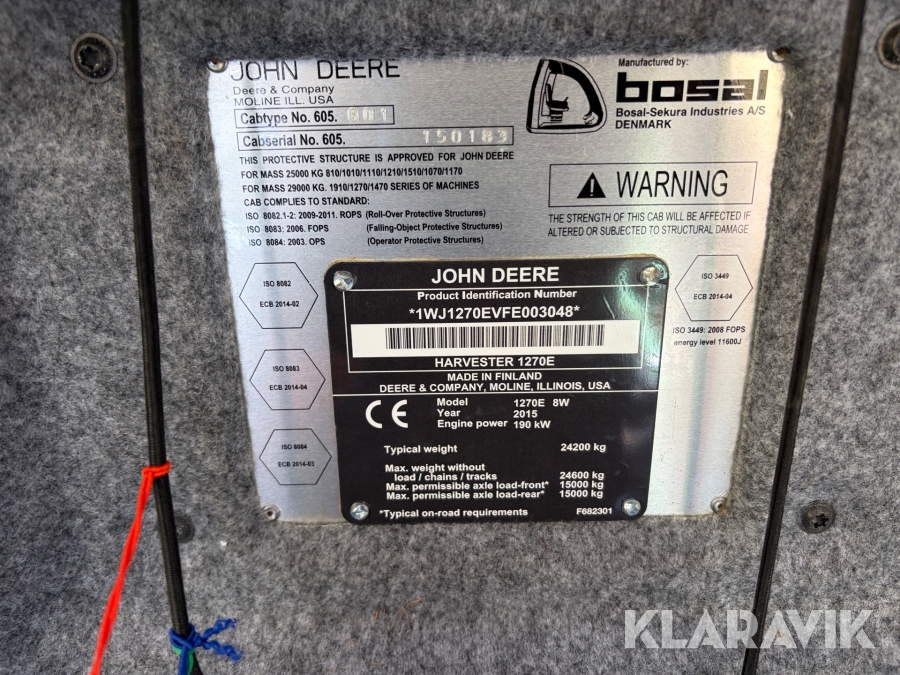 JOHN DEERE
Deere & Company
MOLINE ILL. USA
Cabtype No. 605. 601
Cabserial No. 605. 150183
Manufactured by:
bosal
Bosal-Sekura Industries A/S
DENMARK
THIS PROTECTIVE STRUCTURE IS APPROVED FOR JOHN DEERE
FOR MASS 25000 KG 810/1010/1110/1210/1510/1070/1170
FOR MASS 29000 KG. 1910/1270/1470 SERIES OF MACHINES
CAB COMPLIES TO STANDARD:
ISO 8082.1-2: 2009-2011. ROPS (Roll-Over Protective Structures)
ISO 8083: 2006. FOPS (Falling-Object Protective Structures)
ISO 8084: 2003. OPS (Operator Protective Structures)
WARNING
THE STRENGTH OF THIS CAB WILL BE AFFECTED IF
ALTERED OR SUBJECTED TO STRUCTURAL DAMAGE
ISO 8082
ECB 2014-02
ISO 8083
ECB 2014-04
ISO 8084
ECB 2014-03
ISO 3449
ECB 2014-04
ISO 3449: 2008 FOPS
energy level 11600J
JOHN DEERE
Product Identification Number
*1WJ1270EVFE003048*
HARVESTER 1270E
MADE IN FINLAND
DEERE & COMPANY, MOLINE, ILLINOIS, USA
CE
Model 1270E 8W
Year 2015
Engine power 190 kW
Typical weight 24200 kg
Max. weight without
load / chains / tracks 24600 kg
Max. permissible axle load-front* 15000 kg
Max. permissible axle load-rear* 15000 kg
*Typical on-road requirements F682301
KLARAVIK